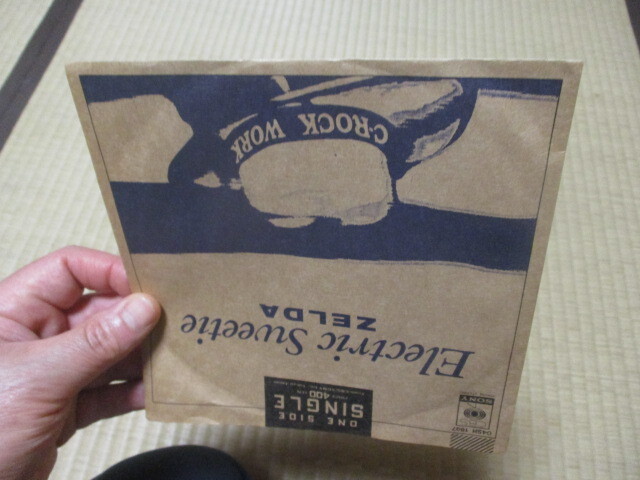 ONE SIDE
SINGLE
400
SONY
Electric Sweetie
ZELDA
C-ROCK WORK